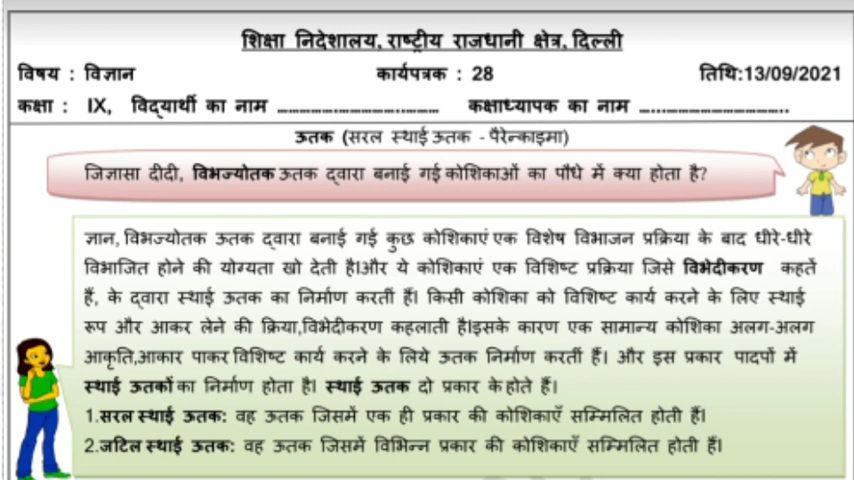 शिक्षा निदेशालय, राष्ट्रीय राजधानी क्षेत्र, दिल्ली
विषय : विज्ञान कार्यपत्रक : 28 तिथि:13/09/2021
कक्षा : IX, विद्यार्थी का नाम ................................ कक्षाध्यापक का नाम ................................
ऊतक (सरल स्थाई ऊतक - पैरेन्काइमा)
जिज्ञासा दीदी, विभज्योतक ऊतक द्वारा बनाई गई कोशिकाओं का पौधे में क्या होता है?
ज्ञान, विभज्योतक ऊतक द्वारा बनाई गई कुछ कोशिकाएं एक विशेष विभाजन प्रक्रिया के बाद धीरे-धीरे
विभाजित होने की योग्यता खो देती है।और ये कोशिकाएं एक विशिष्ट प्रक्रिया जिसे विभेदीकरण कहतें
हैं, के द्वारा स्थाई ऊतक का निर्माण करतीं हैं। किसी कोशिका को विशिष्ट कार्य करने के लिए स्थाई
रूप और आकर लेने की क्रिया,विभेदीकरण कहलाती है।इसके कारण एक सामान्य कोशिका अलग-अलग
आकृति,आकार पाकर विशिष्ट कार्य करने के लिये ऊतक निर्माण करतीं हैं। और इस प्रकार पादपों में
स्थाई ऊतकों का निर्माण होता है। स्थाई ऊतक दो प्रकार के होते हैं।
1.सरल स्थाई ऊतक: वह ऊतक जिसमें एक ही प्रकार की कोशिकाएँ सम्मिलित होती हैं।
2.जटिल स्थाई ऊतक: वह ऊतक जिसमें विभिन्न प्रकार की कोशिकाएँ सम्मिलित होती हैं।